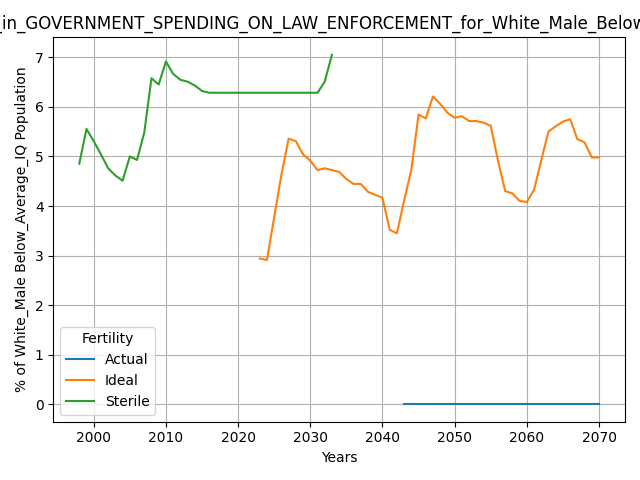 _in_GOVERNMENT_SPENDING_ON_LAW_ENFORCEMENT_for_White_Male_Below
% of White_Male Below_Average_IQ Population
7
6
5
4
3
2
1
0
Fertility
Actual
Ideal
Sterile
2000 2010 2020 2030 2040 2050 2060 2070
Years